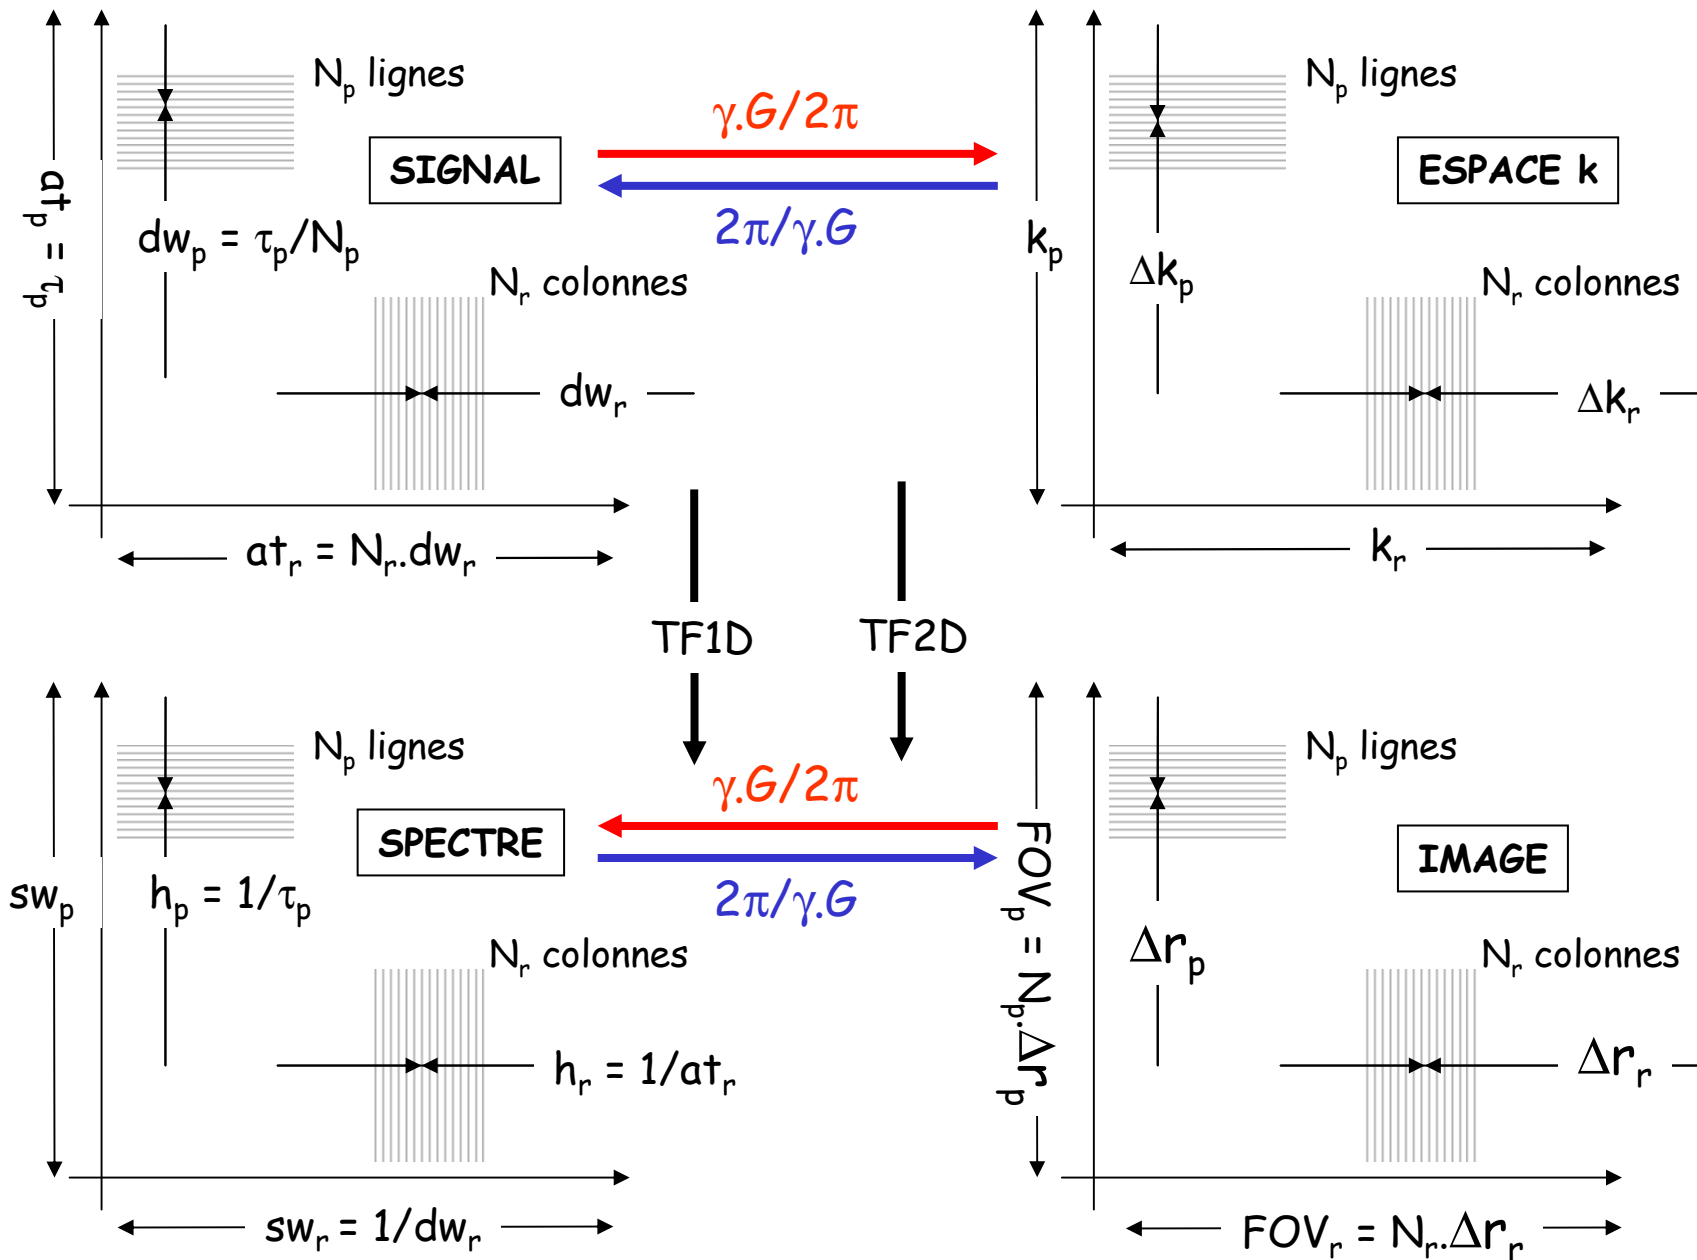 N_p lignes
SIGNAL
at_p = τ_p
dw_p = τ_p/N_p
N_r colonnes
dw_r
at_r = N_r.dw_r
γ.G/2π
2π/γ.G
N_p lignes
ESPACE k
k_p
Δk_p
N_r colonnes
Δk_r
k_r
TF1D
TF2D
N_p lignes
SPECTRE
sw_p
h_p = 1/τ_p
N_r colonnes
h_r = 1/at_r
sw_r = 1/dw_r
γ.G/2π
2π/γ.G
N_p lignes
IMAGE
FOV_p = N_p.Δr_p
Δr_p
N_r colonnes
Δr_r
FOV_r = N_r.Δr_r